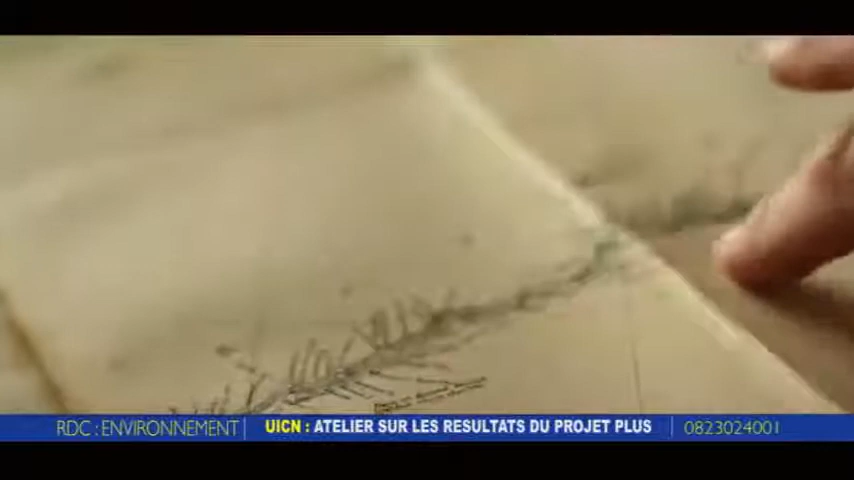 RDC : ENVIRONNEMENT
UICN : ATELIER SUR LES RESULTATS DU PROJET PLUS
0823024001